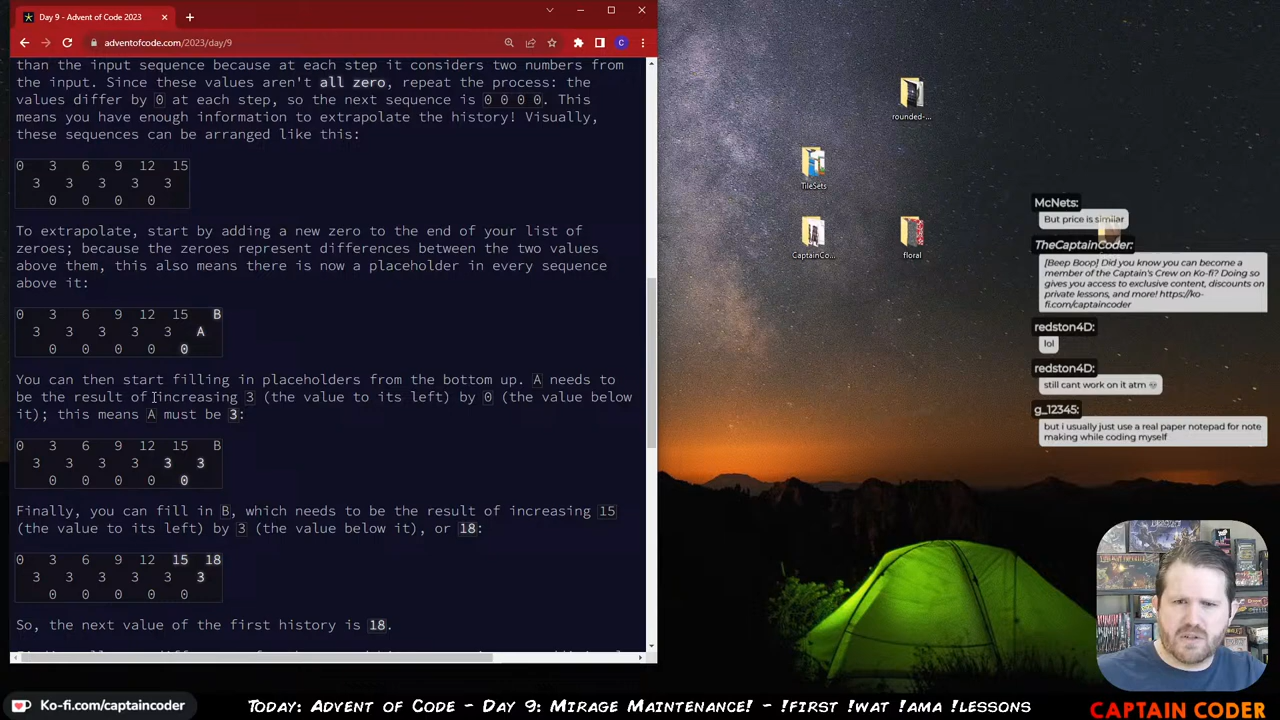 Day 9 - Advent of Code 2023
adventofcode.com/2023/day/9
than the input sequence because at each step it considers two numbers from
the input. Since these values aren't all zero, repeat the process: the
values differ by 0 at each step, so the next sequence is 0 0 0 0. This
means you have enough information to extrapolate the history! Visually,
these sequences can be arranged like this:
0 3 6 9 12 15
3 3 3 3 3
0 0 0 0
To extrapolate, start by adding a new zero to the end of your list of
zeroes; because the zeroes represent differences between the two values
above them, this also means there is now a placeholder in every sequence
above it:
0 3 6 9 12 15 B
3 3 3 3 3 A
0 0 0 0 0
You can then start filling in placeholders from the bottom up. A needs to
be the result of increasing 3 (the value to its left) by 0 (the value below
it); this means A must be 3:
0 3 6 9 12 15 B
3 3 3 3 3 3
0 0 0 0 0
Finally, you can fill in B, which needs to be the result of increasing 15
(the value to its left) by 3 (the value below it), or 18:
0 3 6 9 12 15 18
3 3 3 3 3 3
0 0 0 0 0
So, the next value of the first history is 18.
rounded-...
TileSets
CaptainCo...
floral
McNets:
But price is similar
TheCaptainCoder:
[Beep Boop] Did you know you can become a
member of the Captain's Crew on Ko-fi? Doing so
gives you access to exclusive content, discounts on
private lessons, and more! https://ko-
fi.com/captaincoder
redston4D:
lol
redston4D:
still cant work on it atm 💀
g_12345:
but i usually just use a real paper notepad for note
making while coding myself
Ko-fi.com/captaincoder
Today: Advent of Code - Day 9: Mirage Maintenance! - !first !wat !ama !lessons
CAPTAIN CODER